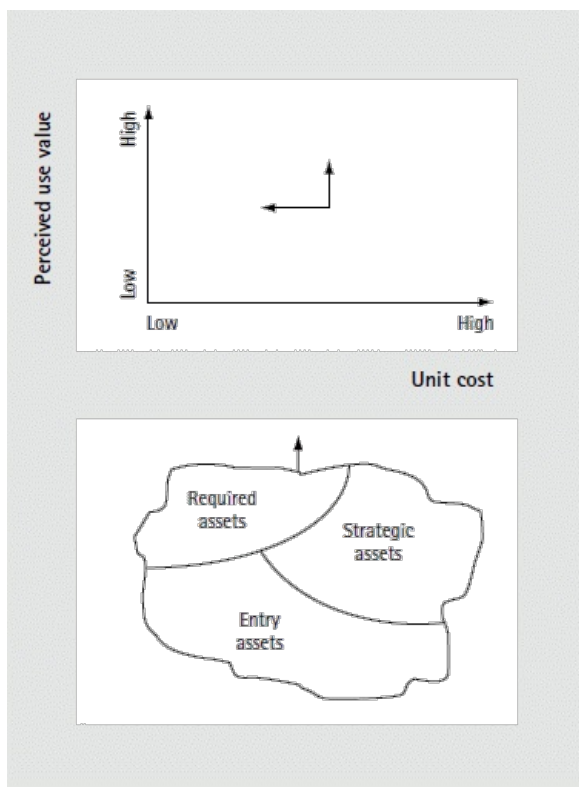 Perceived use value
High
Low
Low
High
Unit cost
Required
assets
Strategic
assets
Entry
assets